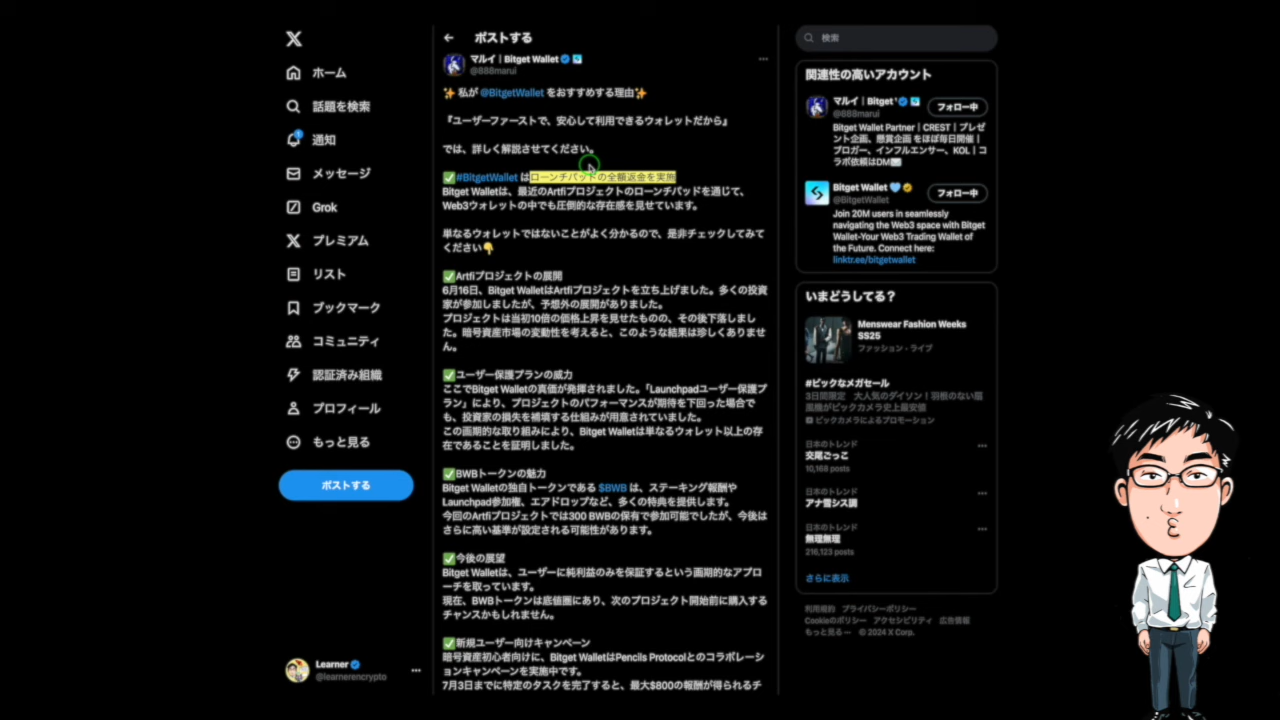 ホーム
話題を検索
1
通知
メッセージ
Grok
プレミアム
リスト
ブックマーク
コミュニティ
認証済み組織
プロフィール
もっと見る
ポストする
Learner
@learnerencrypto
ポストする
マルイ | Bitget Wallet
@888marui
✨ 私が @BitgetWallet をおすすめする理由✨
『ユーザーファーストで、安心して利用できるウォレットだから』
では、詳しく解説させてください。
✅#BitgetWallet はローンチパッドの全額返金を実施
Bitget Walletは、最近のArtfiプロジェクトのローンチパッドを通じて、
Web3ウォレットの中でも圧倒的な存在感を見せています。
単なるウォレットではないことがよく分かるので、是非チェックしてみて
ください👇
✅Artfiプロジェクトの展開
6月16日、Bitget WalletはArtfiプロジェクトを立ち上げました。多くの投資
家が参加しましたが、予想外の展開がありました。
プロジェクトは当初10倍の価格上昇を見せたものの、その後下落しまし
た。暗号資産市場の変動性を考えると、このような結果は珍しくありませ
ん。
✅ユーザー保護プランの威力
ここでBitget Walletの真価が発揮されました。「Launchpadユーザー保護プ
ラン」により、プロジェクトのパフォーマンスが期待を下回った場合で
も、投資家の損失を補填する仕組みが用意されていました。
この画期的な取り組みにより、Bitget Walletは単なるウォレット以上の存
在であることを証明しました。
✅BWBトークンの魅力
Bitget Walletの独自トークンである $BWB は、ステーキング報酬や
Launchpad参加権、エアドロップなど、多くの特典を提供します。
今回のArtfiプロジェクトでは300 BWBの保有で参加可能でしたが、今後は
さらに高い基準が設定される可能性があります。
✅今後の展望
Bitget Walletは、ユーザーに純利益のみを保証するという画期的なアプロ
ーチを取っています。
現在、BWBトークンは底値圏にあり、次のプロジェクト開始前に購入する
チャンスかもしれません。
✅新規ユーザー向けキャンペーン
暗号資産初心者向けに、Bitget WalletはPencils Protocolとのコラボレーシ
ョンキャンペーンを実施中です。
7月3日までに特定のタスクを完了すると、最大$800の報酬が得られるチ
検索
関連性の高いアカウント
マルイ | Bitget
フォロー中
@888marui
Bitget Wallet Partner | CREST | プレゼ
ント企画、懸賞企画 をほぼ毎日開催 |
ブロガー、インフルエンサー、KOL | コ
ラボ依頼はDM✉️
Bitget Wallet 🩵
フォロー中
@BitgetWallet
Join 20M users in seamlessly
navigating the Web3 space with Bitget
Wallet-Your Web3 Trading Wallet of
the Future. Connect here:
linktr.ee/bitgetwallet
いまどうしてる？
Menswear Fashion Weeks
SS25
ファッション・ライブ
#ビックなメガセール
3日間限定 大人気のダイソン！羽根のない扇
風機がビックカメラ史上最安値
ビックカメラによるプロモーション
日本のトレンド
交尾ごっこ
10,168 posts
日本のトレンド
アナ雪シス調
日本のトレンド
無理無理
216,123 posts
さらに表示
利用規約 プライバシーポリシー
Cookieのポリシー アクセシビリティ 広告情報
もっと見る ··· © 2024 X Corp.